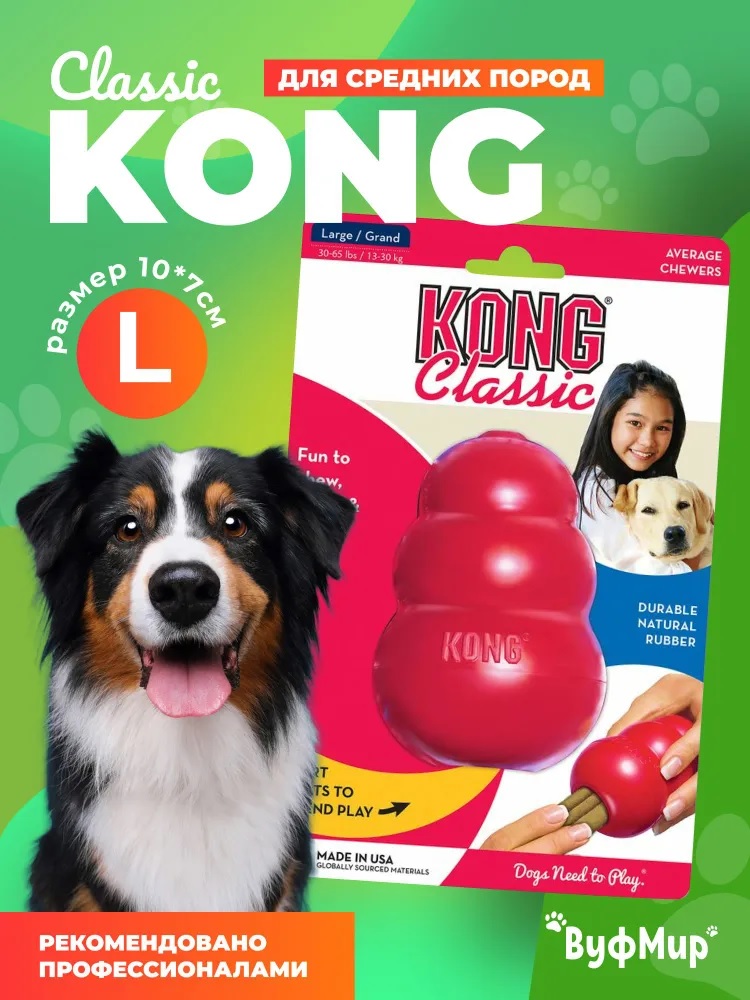 Classic
ДЛЯ СРЕДНИХ ПОРОД
KONG
размер 10*7см
L
Large / Grand
30-65 lbs / 13-30 kg
AVERAGE
CHEWERS
KONG®
Classic
Fun to
&
KONG®
DURABLE
NATURAL
RUBBER
TO
PLAY
MADE IN USA
GLOBALLY SOURCED MATERIALS
Dogs Need to Play.®
РЕКОМЕНДОВАНО
ПРОФЕССИОНАЛАМИ
ВуфМир